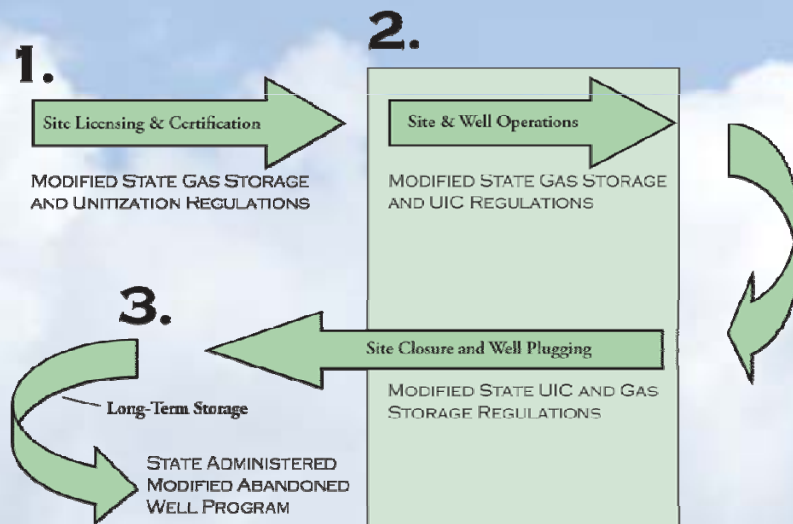 1.
Site Licensing & Certification
MODIFIED STATE GAS STORAGE
AND UNITIZATION REGULATIONS
2.
Site & Well Operations
MODIFIED STATE GAS STORAGE
AND UIC REGULATIONS
Site Closure and Well Plugging
MODIFIED STATE UIC AND GAS
STORAGE REGULATIONS
3.
Long-Term Storage
STATE ADMINISTERED
MODIFIED ABANDONED
WELL PROGRAM